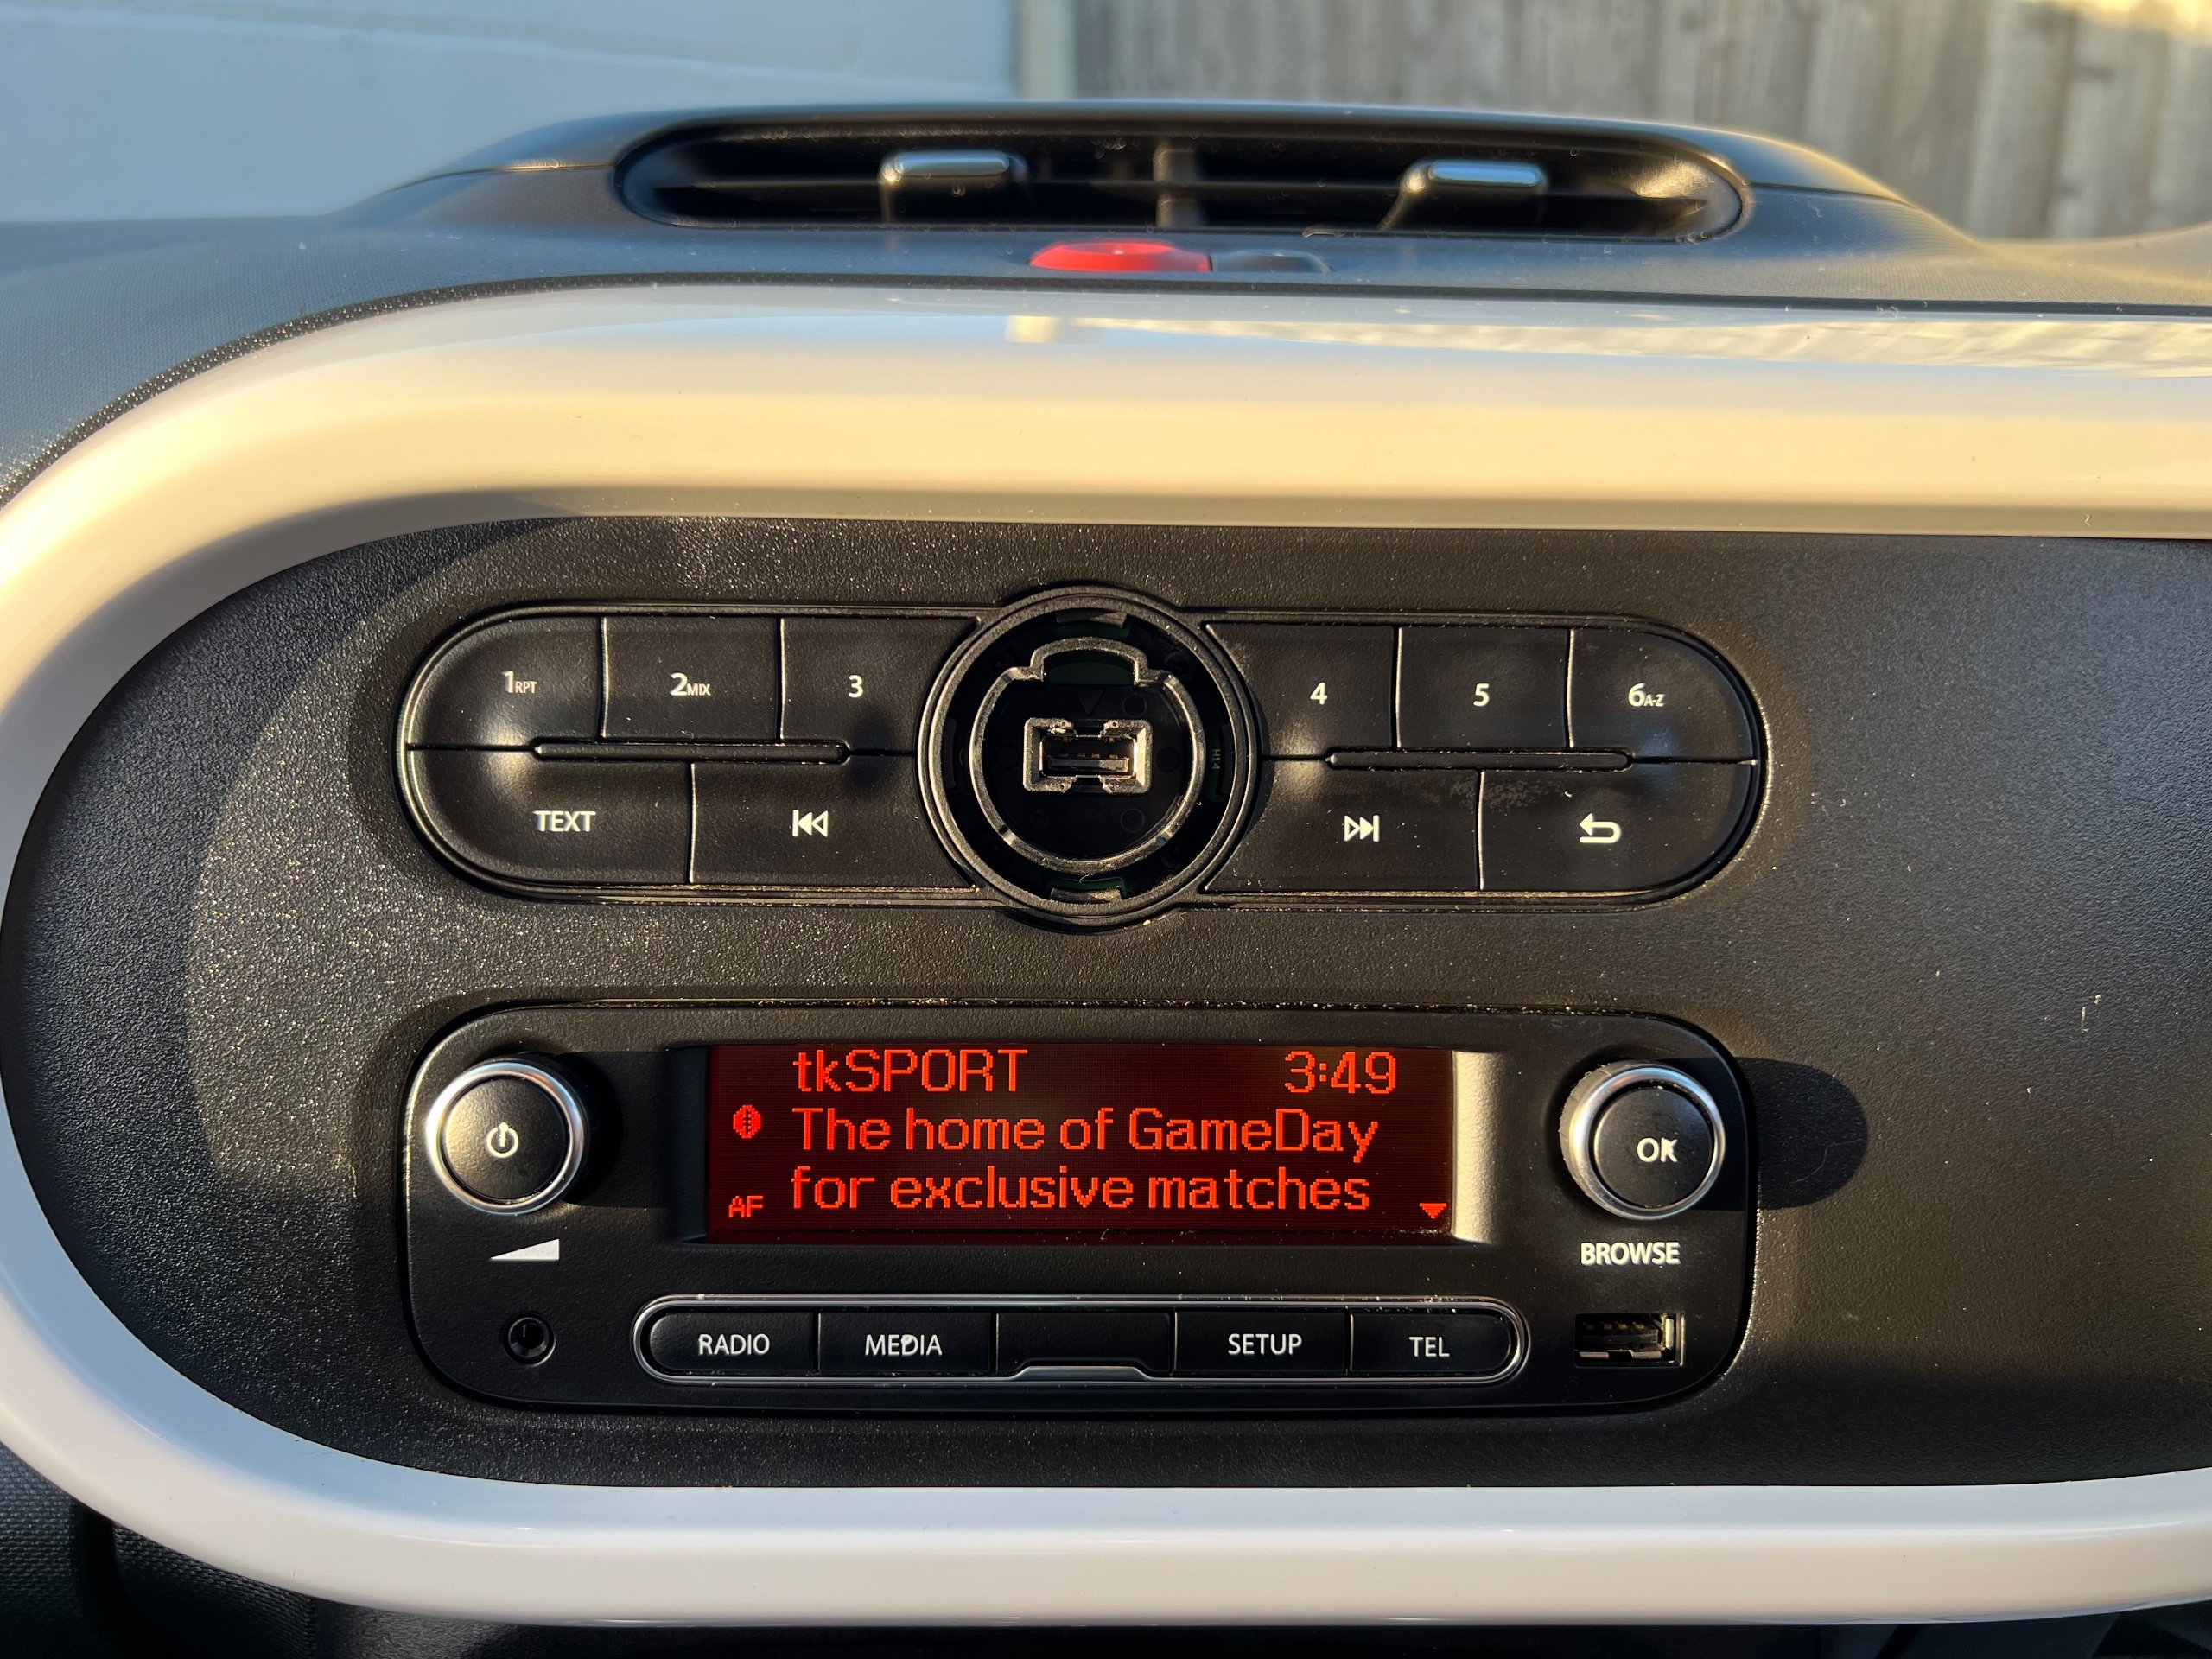 1RPT 2MIX 3 4 5 6A-Z
TEXT
tkSPORT 3:49
The home of GameDay
AF for exclusive matches
OK
BROWSE
RADIO MEDIA SETUP TEL